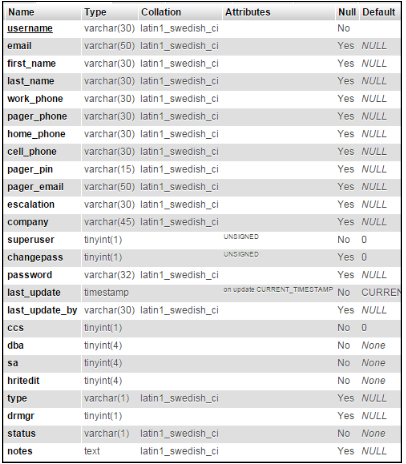 Name Type Collation Attributes Null Default
username varchar(30) latin1_swedish_ci No
email varchar(50) latin1_swedish_ci Yes NULL
first_name varchar(30) latin1_swedish_ci Yes NULL
last_name varchar(30) latin1_swedish_ci Yes NULL
work_phone varchar(30) latin1_swedish_ci Yes NULL
pager_phone varchar(30) latin1_swedish_ci Yes NULL
home_phone varchar(30) latin1_swedish_ci Yes NULL
cell_phone varchar(30) latin1_swedish_ci Yes NULL
pager_pin varchar(15) latin1_swedish_ci Yes NULL
pager_email varchar(50) latin1_swedish_ci Yes NULL
escalation varchar(30) latin1_swedish_ci Yes NULL
company varchar(45) latin1_swedish_ci Yes NULL
superuser tinyint(1) UNSIGNED No 0
changepass tinyint(1) UNSIGNED Yes 0
password varchar(32) latin1_swedish_ci Yes NULL
last_update timestamp on update CURRENT_TIMESTAMP No CURREN
last_update_by varchar(30) latin1_swedish_ci Yes NULL
ccs tinyint(1) No 0
dba tinyint(4) No None
sa tinyint(4) No None
hritedit tinyint(4) No None
type varchar(1) latin1_swedish_ci Yes NULL
drmgr tinyint(1) Yes NULL
status varchar(1) latin1_swedish_ci No None
notes text latin1_swedish_ci Yes NULL